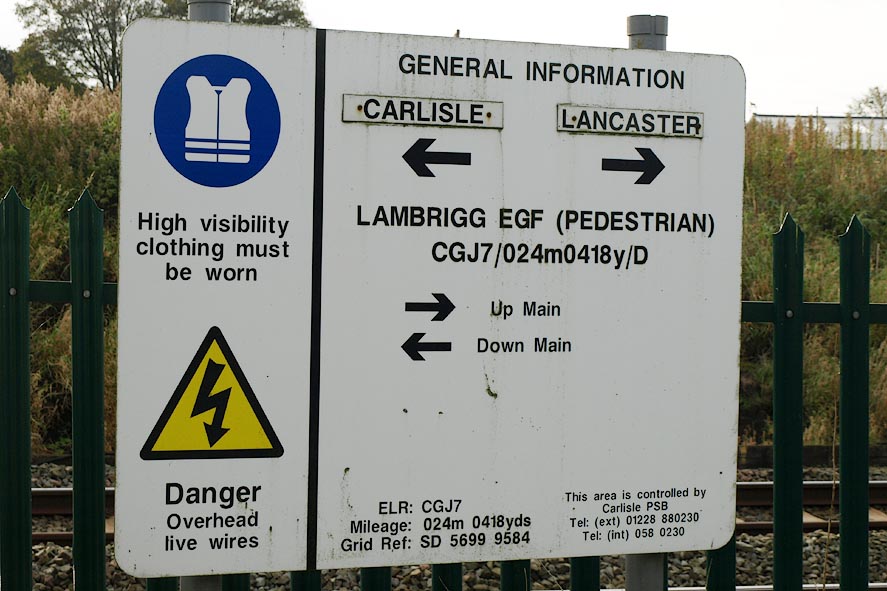 High visibility
clothing must
be worn
Danger
Overhead
live wires
GENERAL INFORMATION
CARLISLE
LANCASTER
LAMBRIGG EGF (PEDESTRIAN)
CGJ7/024m0418y/D
Up Main
Down Main
ELR: CGJ7
Mileage: 024m 0418yds
Grid Ref: SD 5699 9584
This area is controlled by
Carlisle PSB
Tel: (ext) 01228 880230
Tel: (int) 058 0230